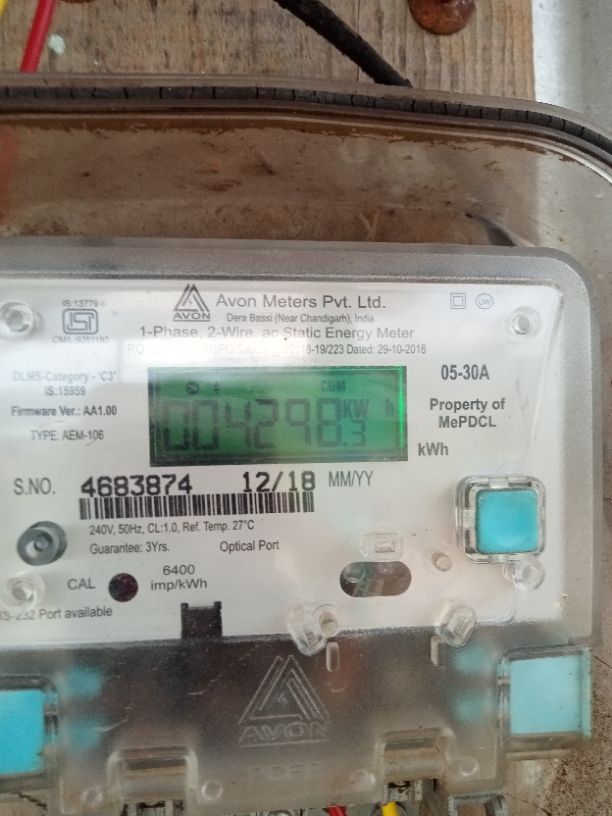 IS:13779
CM/L-9261180
AVON
Avon Meters Pvt. Ltd.
Dera Bassi (Near Chandigarh), India
1-Phase, 2-Wire, ac Static Energy Meter
2018-19/223 Dated: 29-10-2018
DLMS-Category - 'C3'
IS:15959
Firmware Ver.: AA1.00
TYPE: AEM-106
CUM
004298.3 KW h
kWh
05-30A
Property of
MePDCL
S.NO. 4683874 12/18 MM/YY
240V, 50Hz, CL:1.0, Ref. Temp. 27°C
Guarantee: 3Yrs. Optical Port
CAL 6400
imp/kWh
RS-232 Port available
AVON